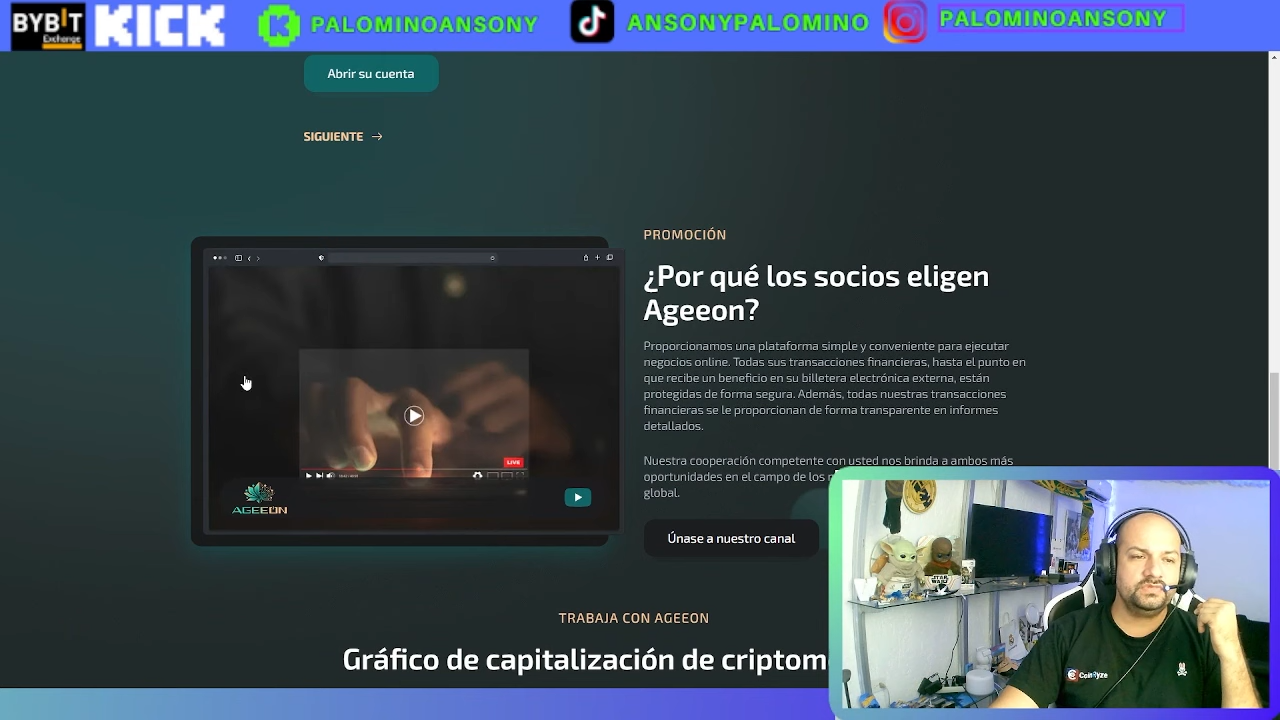 BYBIT
Exchange
KICK
PALOMINOANSONY
ANSONYPALOMINO
PALOMINOANSONY
Abrir su cuenta
SIGUIENTE →
PROMOCIÓN
¿Por qué los socios eligen
Ageeon?
Proporcionamos una plataforma simple y conveniente para ejecutar
negocios online. Todas sus transacciones financieras, hasta el punto en
que recibe un beneficio en su billetera electrónica externa, están
protegidas de forma segura. Además, todas nuestras transacciones
financieras se le proporcionan de forma transparente en informes
detallados.
Nuestra cooperación competente con usted nos brinda a ambos más
oportunidades en el campo de los
global.
LIVE
AGEEON
Únase a nuestro canal
TRABAJA CON AGEEON
Gráfico de capitalización de criptom
STAR
WARS
CoinRyze